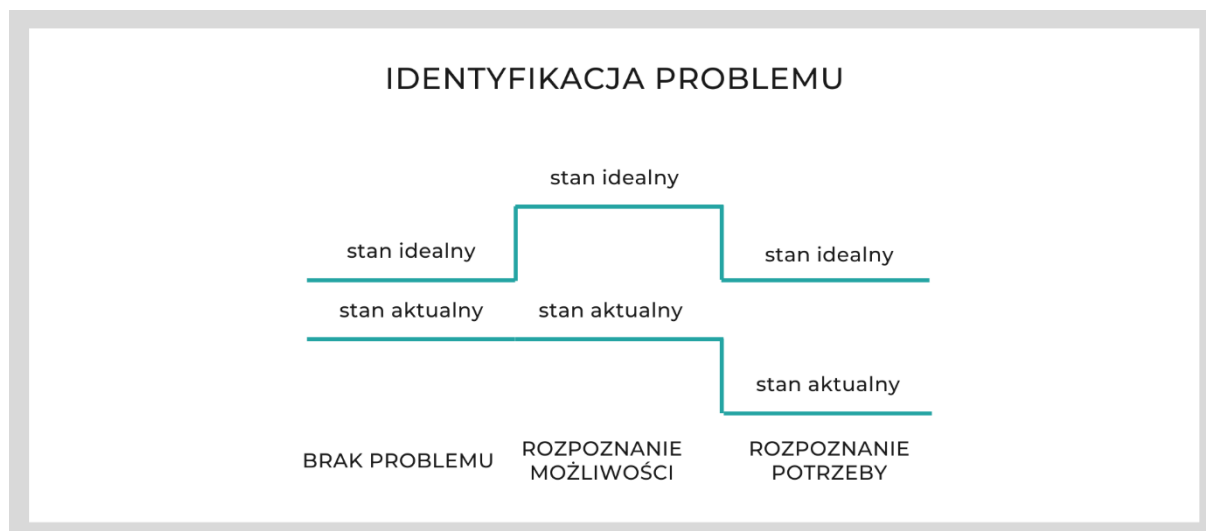 IDENTYFIKACJA PROBLEMU
stan idealny
stan idealny
stan idealny
stan aktualny
stan aktualny
stan aktualny
BRAK PROBLEMU
ROZPOZNANIE
MOŻLIWOŚCI
ROZPOZNANIE
POTRZEBY